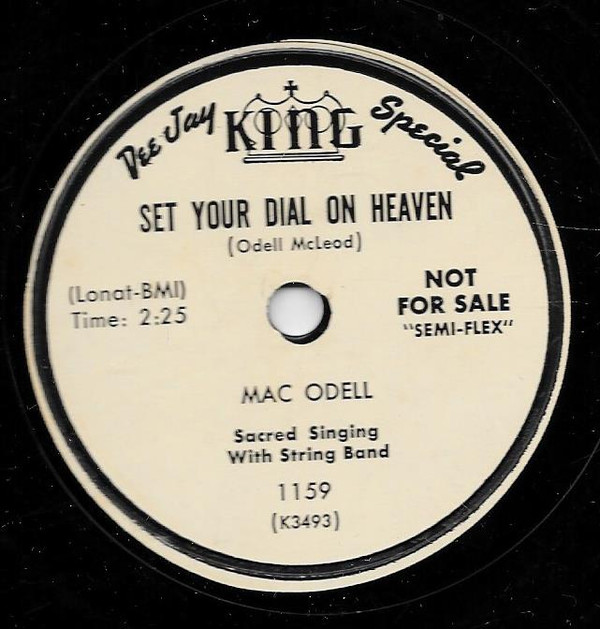 Dee Jay KING Special
SET YOUR DIAL ON HEAVEN
(Odell McLeod)
(Lonat-BMI)
Time: 2:25
NOT
FOR SALE
"SEMI-FLEX"
MAC ODELL
Sacred Singing
With String Band
1159
(K3493)